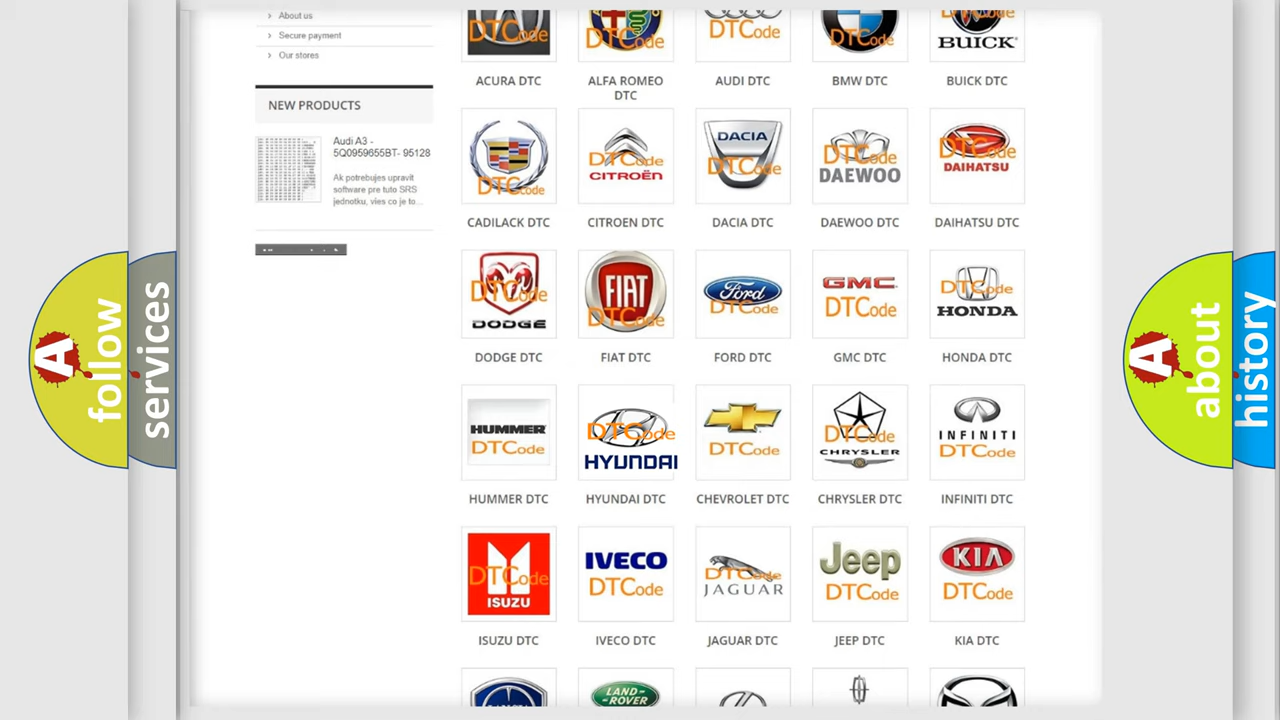 About us
Secure payment
Our stores
NEW PRODUCTS
Audi A3 -
5Q0959655BT- 95128
Ak potrebujes upravit
software pre tuto SRS
jednotku, vies co je to...
DTCode
DTCode
DTCode
DTCode
BUICK
ACURA DTC
ALFA ROMEO
DTC
AUDI DTC
BMW DTC
BUICK DTC
DTCode
DTCode
CITROËN
DACIA
DTCode
DTCode
DAEWOO
DTCode
DAIHATSU
CADILACK DTC
CITROEN DTC
DACIA DTC
DAEWOO DTC
DAIHATSU DTC
DTCode
DODGE
FIAT
DTCode
Ford
DTCode
GMC
DTCode
DTCode
HONDA
DODGE DTC
FIAT DTC
FORD DTC
GMC DTC
HONDA DTC
HUMMER
DTCode
DTCode
HYUNDAI
DTCode
DTCode
CHRYSLER
INFINITI
DTCode
HUMMER DTC
HYUNDAI DTC
CHEVROLET DTC
CHRYSLER DTC
INFINITI DTC
DTCode
ISUZU
IVECO
DTCode
DTCode
JAGUAR
Jeep
DTCode
KIA
DTCode
ISUZU DTC
IVECO DTC
JAGUAR DTC
JEEP DTC
KIA DTC
LAND-
ROVER
A
follow
services
A
about
history